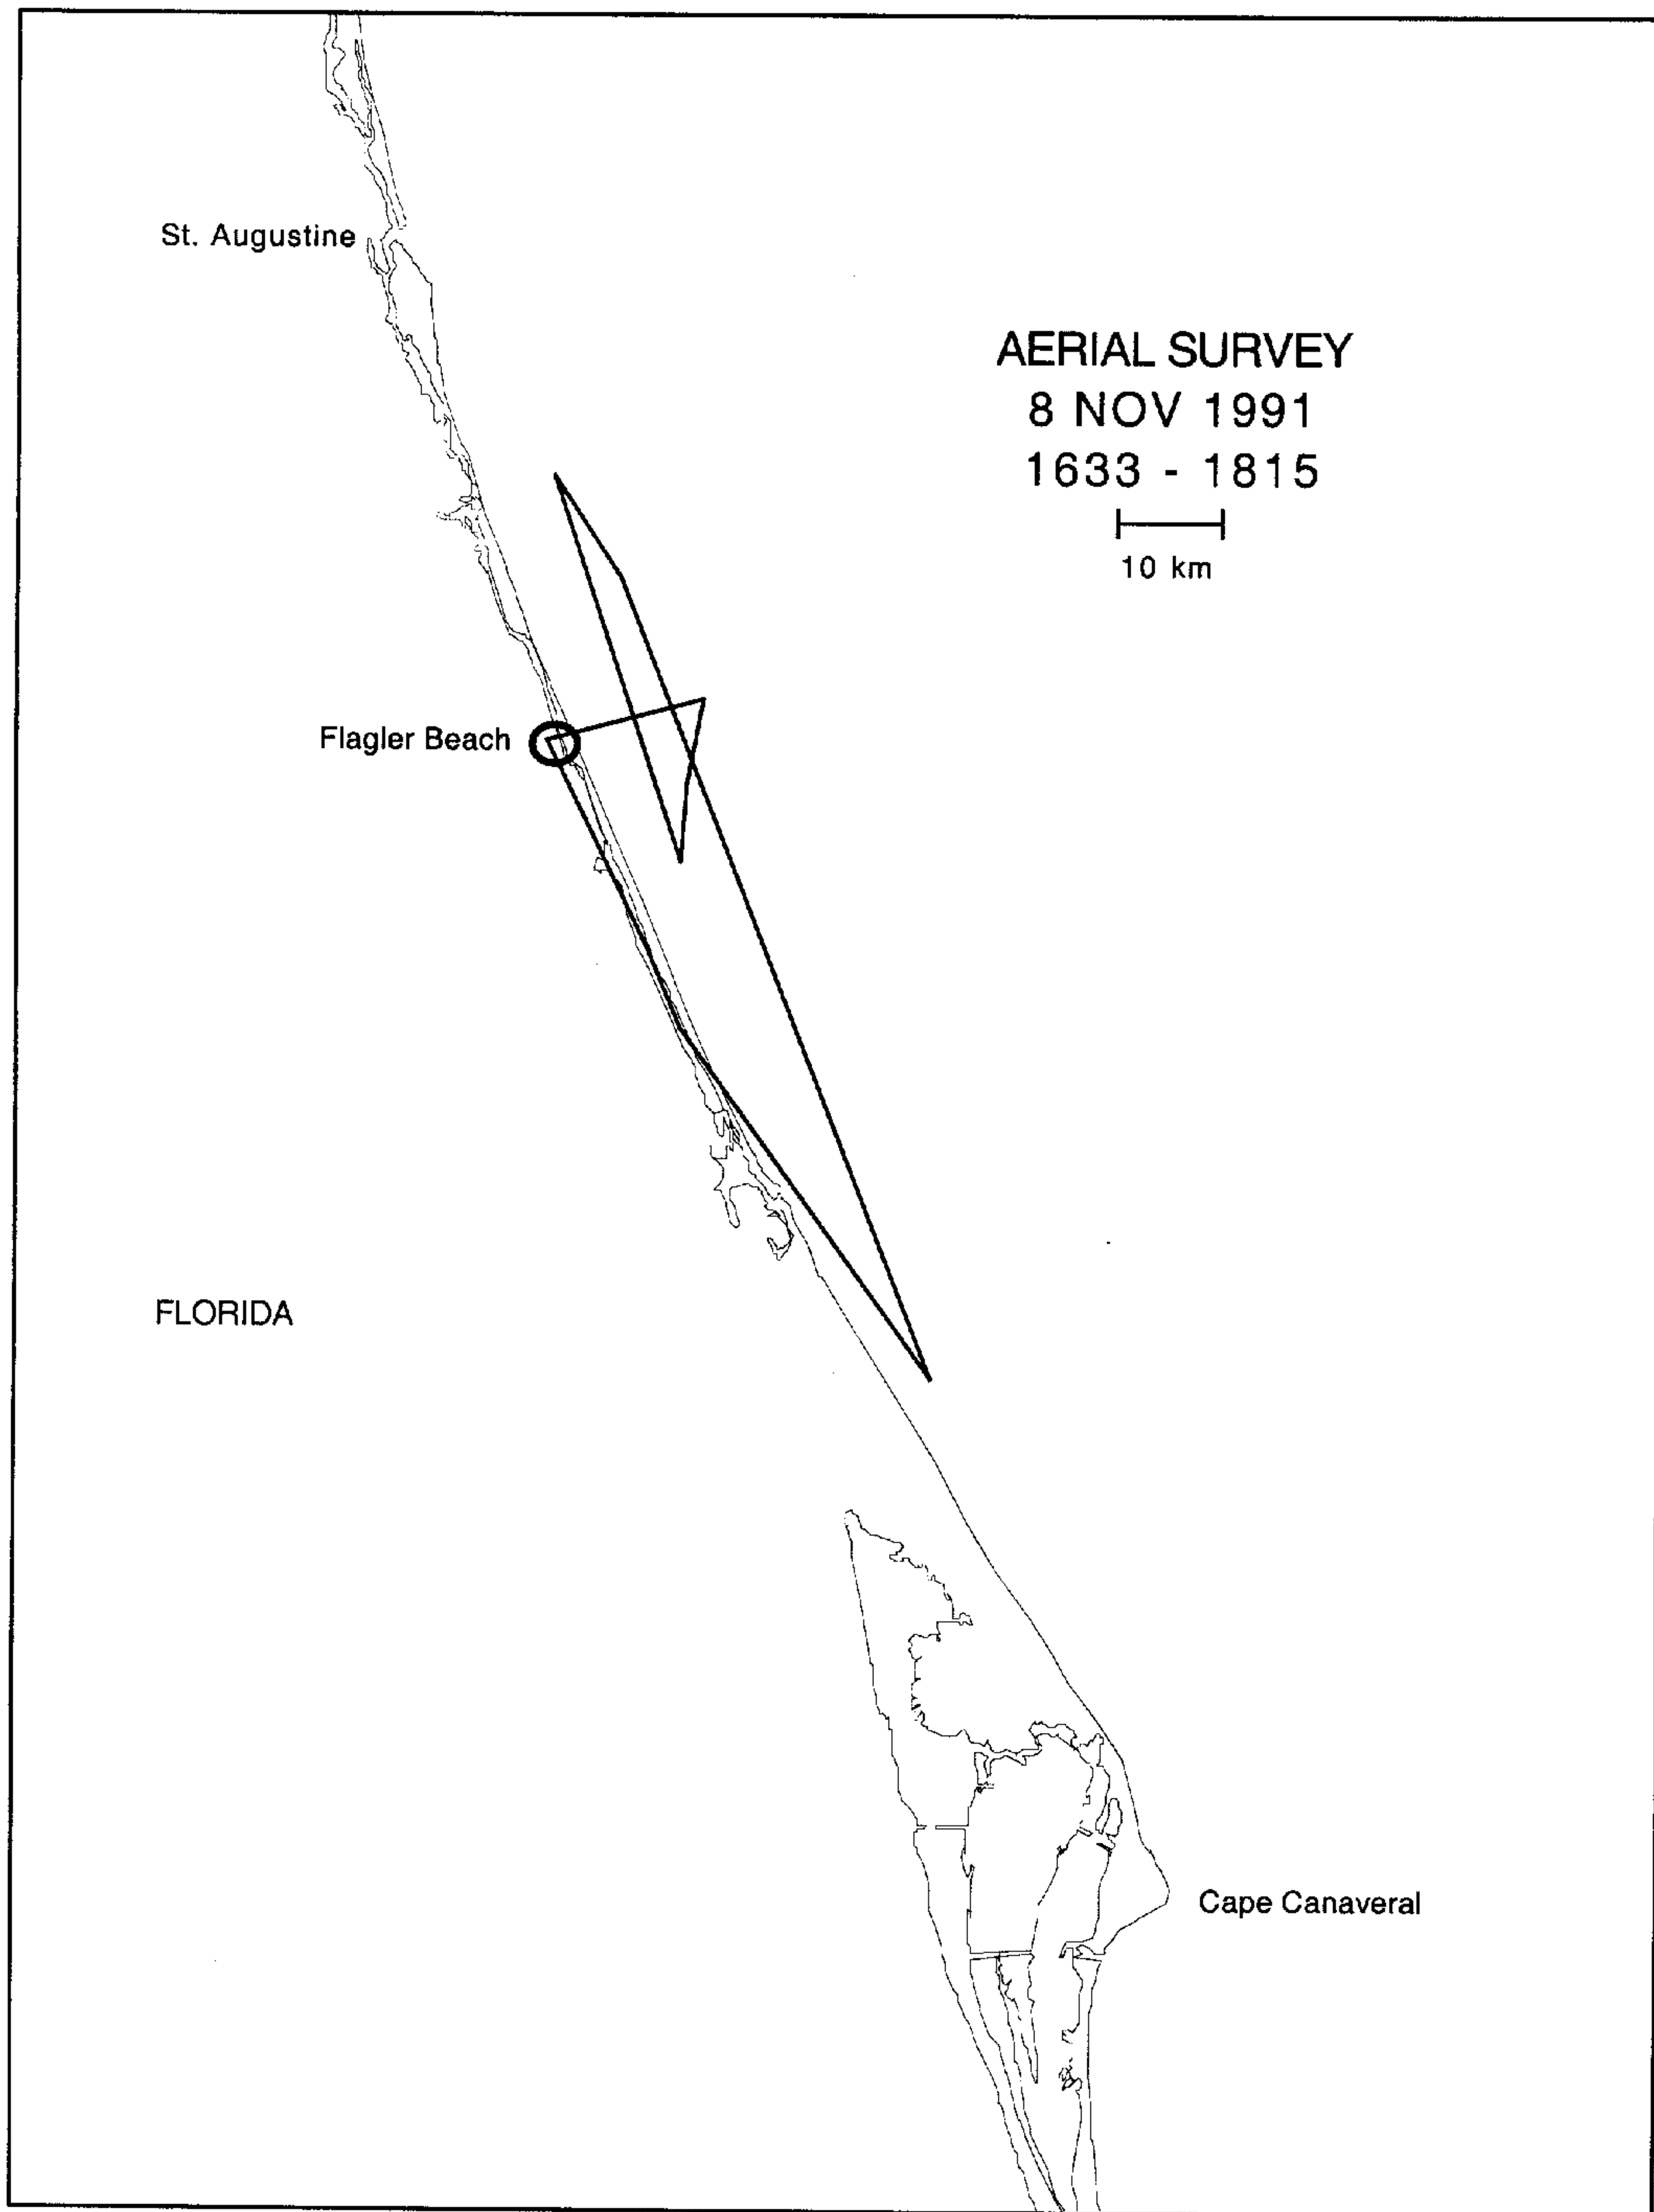 St. Augustine
AERIAL SURVEY
8 NOV 1991
1633 - 1815
10 km
Flagler Beach
FLORIDA
Cape Canaveral